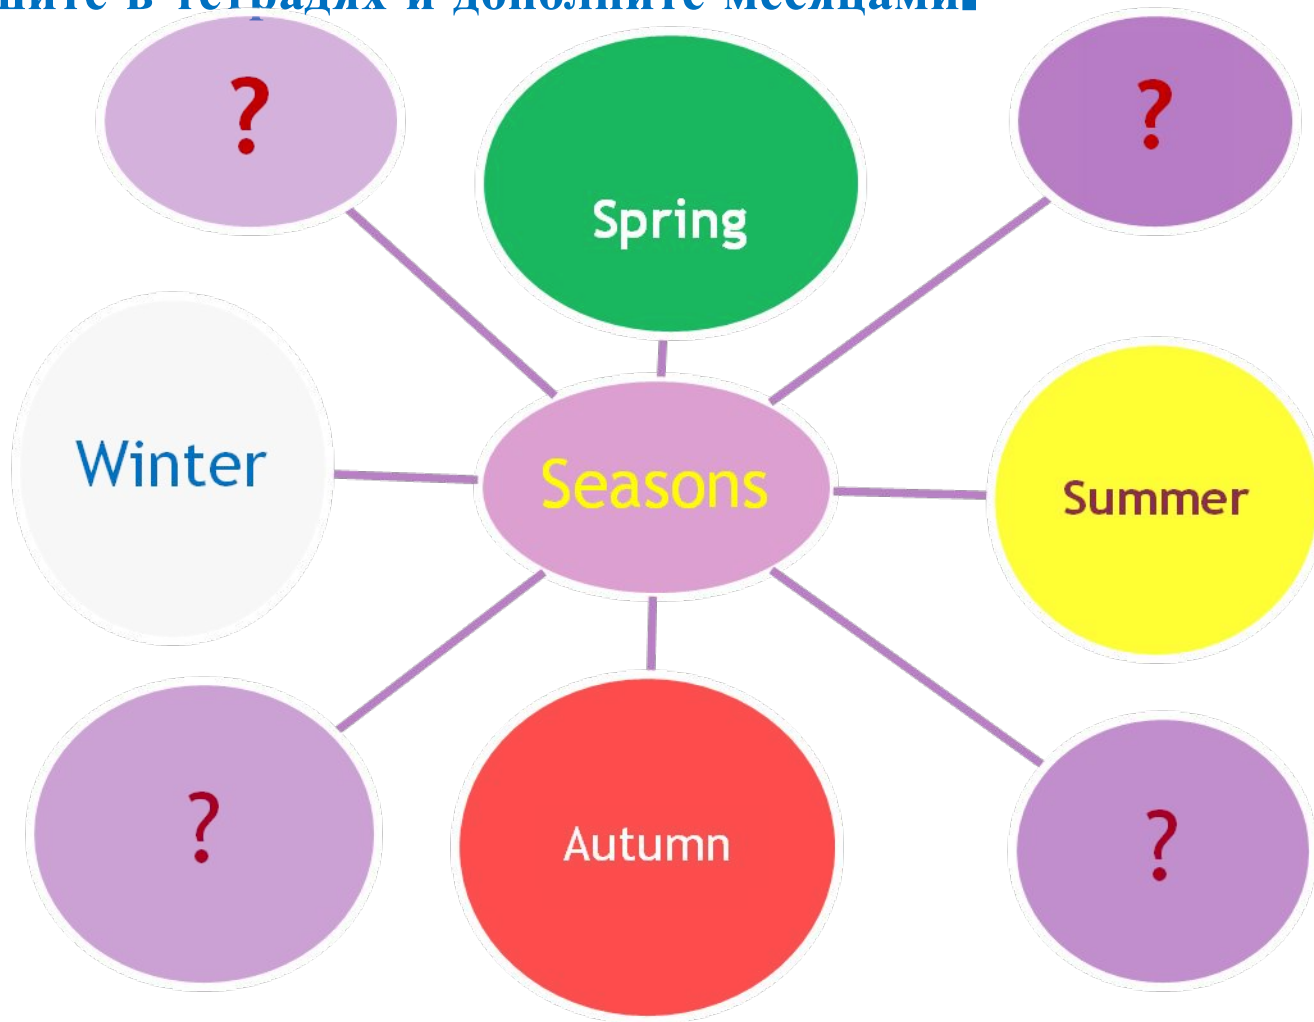 в тетрадях и дополните месяцами.
?
Spring
?
Winter
Seasons
Summer
?
Autumn
?